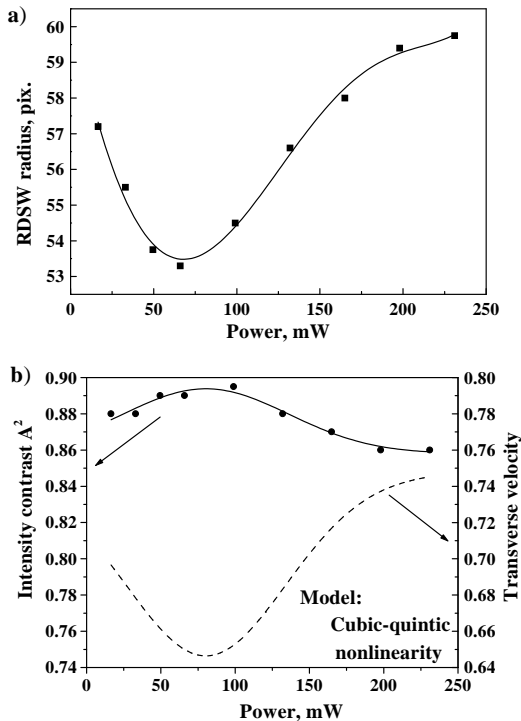 a)
60
59
58
57
56
55
54
53
RDSW radius, pix.
0 50 100 150 200 250
Power, mW
b)
0.90
0.88
0.86
0.84
0.82
0.80
0.78
0.76
0.74
Intensity contrast A²
0.80
0.78
0.76
0.74
0.72
0.70
0.68
0.66
0.64
Transverse velocity
Model:
Cubic-quintic
nonlinearity
0 50 100 150 200 250
Power, mW